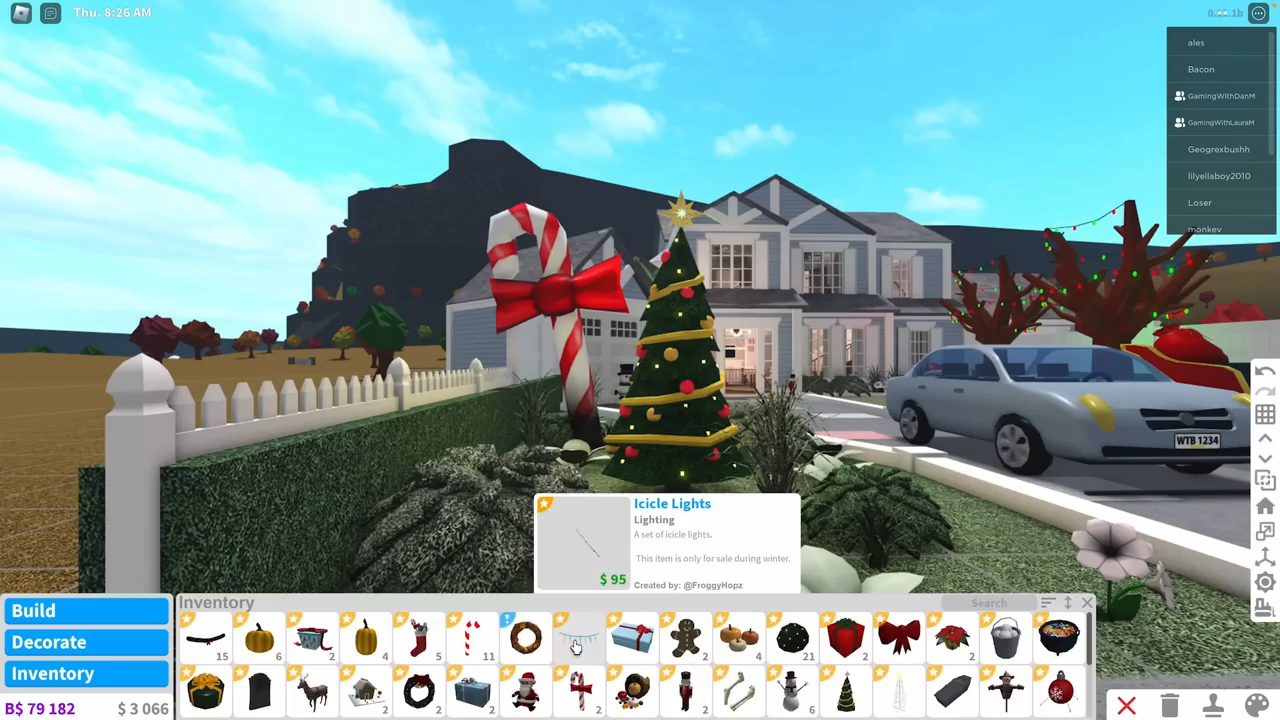 Thu. 8:26 AM
ales
Bacon
GamingWithDanM
GamingWithLauraM
Geogrexbushh
lilyellaboy2010
Loser
monkey
WTB 1234
Icicle Lights
Lighting
A set of icicle lights.
This item is only for sale during winter.
$ 95
Created by: @FroggyHopz
Build
Decorate
Inventory
B$ 79 182
$ 3 066
Inventory
Search
15
6
2
4
5
11
2
4
21
2
2
2
2
2
2
6